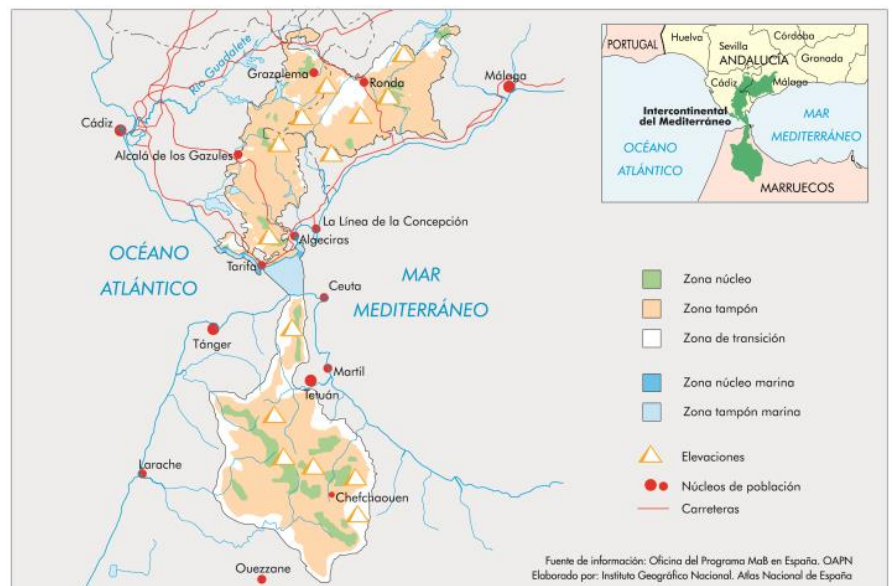 Río Guadalete
Grazalema
Ronda
Málaga
Cádiz
Alcalá de los Gazules
La Línea de la Concepción
Algeciras
Tarifa
OCÉANO
ATLÁNTICO
MAR
MEDITERRÁNEO
Ceuta
Tánger
Martil
Tetuán
Larache
Chefchaouen
Ouezzane
PORTUGAL
Huelva
Sevilla
Córdoba
ANDALUCÍA
Granada
Cádiz
Málaga
Intercontinental
del Mediterráneo
MAR
MEDITERRÁNEO
OCÉANO
ATLÁNTICO
MARRUECOS
Zona núcleo
Zona tampón
Zona de transición
Zona núcleo marina
Zona tampón marina
Elevaciones
Núcleos de población
Carreteras
Fuente de información: Oficina del Programa MaB en España. OAPN
Elaborado por: Instituto Geográfico Nacional. Atlas Nacional de España